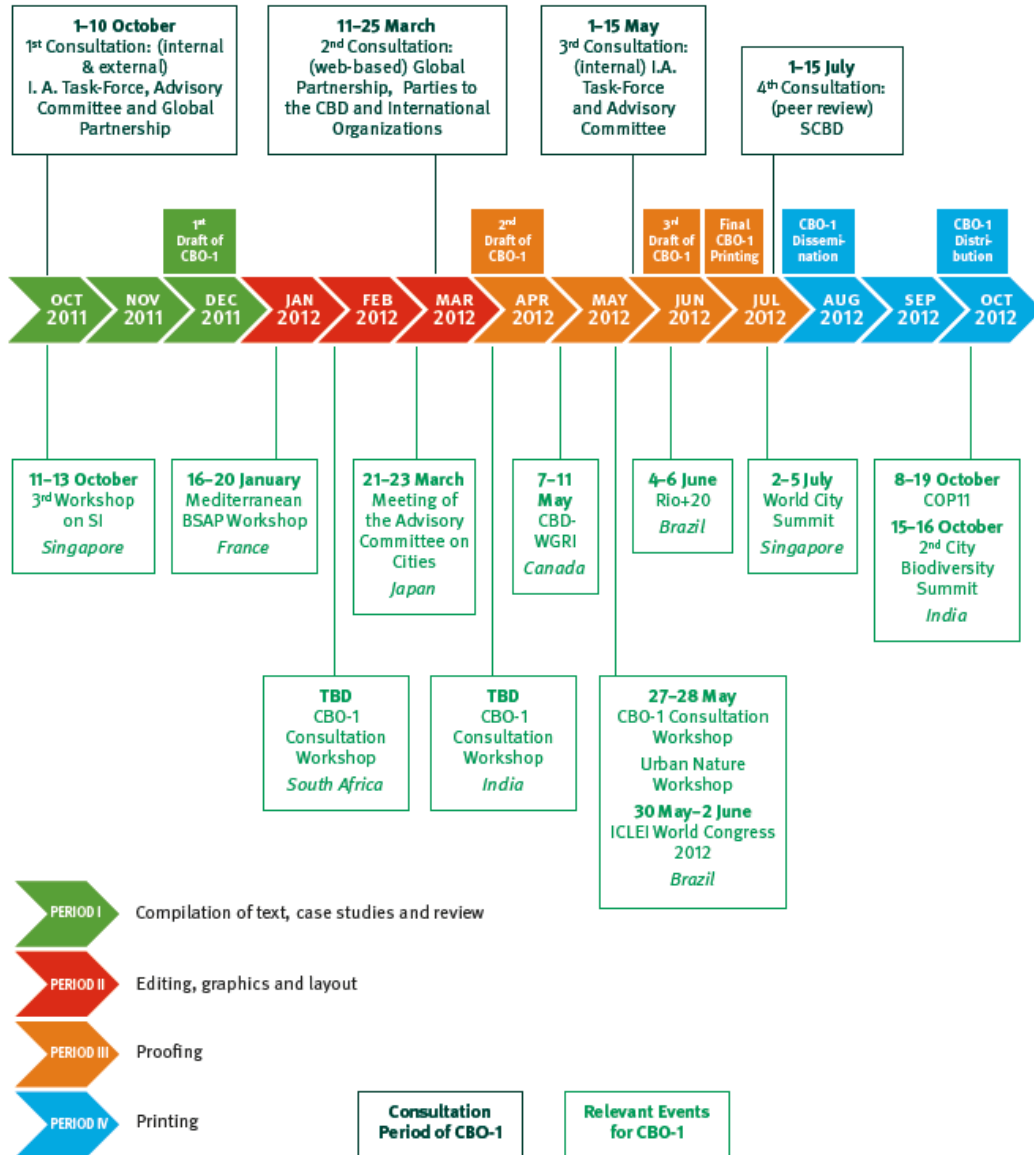 1–10 October
1st Consultation: (internal
& external)
I. A. Task-Force, Advisory
Committee and Global
Partnership
11–25 March
2nd Consultation:
(web-based) Global
Partnership, Parties to
the CBD and International
Organizations
1–15 May
3rd Consultation:
(internal) I.A.
Task-Force
and Advisory
Committee
1–15 July
4th Consultation:
(peer review)
SCBD
1st
Draft of
CBO-1
2nd
Draft of
CBO-1
3rd
Draft of
CBO-1
Final
CBO-1
Printing
CBO-1
Dissemi-
nation
CBO-1
Distri-
bution
OCT
2011
NOV
2011
DEC
2011
JAN
2012
FEB
2012
MAR
2012
APR
2012
MAY
2012
JUN
2012
JUL
2012
AUG
2012
SEP
2012
OCT
2012
11–13 October
3rd Workshop
on SI
Singapore
16–20 January
Mediterranean
BSAP Workshop
France
21–23 March
Meeting of
the Advisory
Committee on
Cities
Japan
7–11
May
CBD-
WGRI
Canada
4–6 June
Rio+20
Brazil
2–5 July
World City
Summit
Singapore
8–19 October
COP11
15–16 October
2nd City
Biodiversity
Summit
India
TBD
CBO-1
Consultation
Workshop
South Africa
TBD
CBO-1
Consultation
Workshop
India
27–28 May
CBO-1 Consultation
Workshop
Urban Nature
Workshop
30 May–2 June
ICLEI World Congress
2012
Brazil
PERIOD I
Compilation of text, case studies and review
PERIOD II
Editing, graphics and layout
PERIOD III
Proofing
PERIOD IV
Printing
Consultation
Period of CBO-1
Relevant Events
for CBO-1